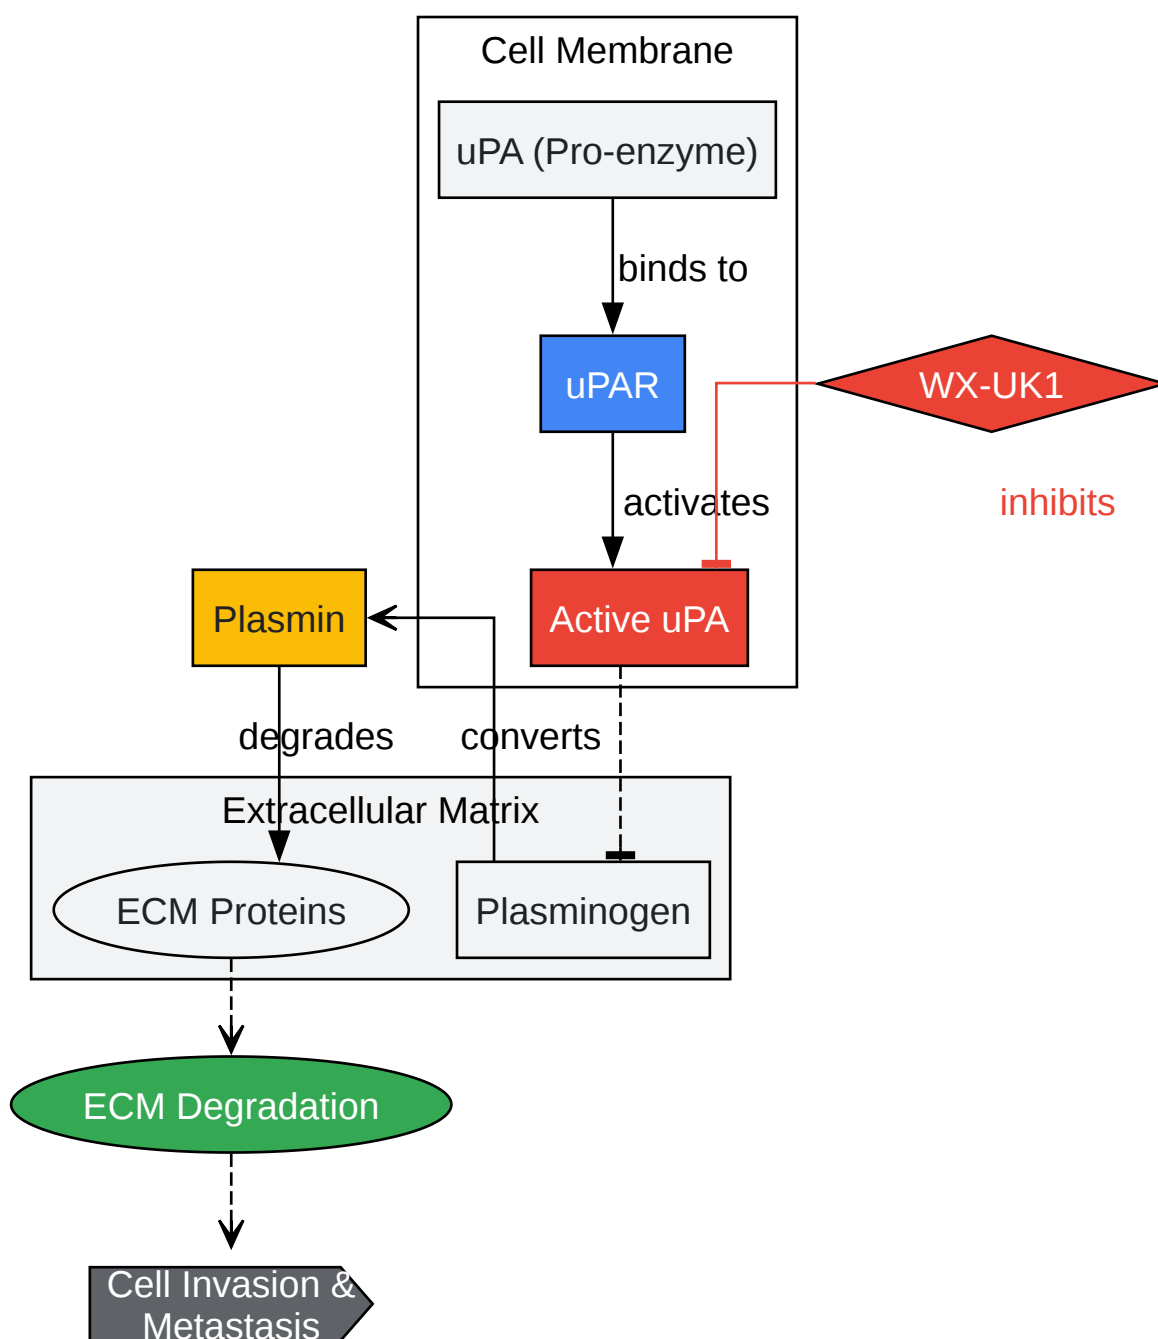 Cell Membrane
uPA (Pro-enzyme)
binds to
uPAR
WX-UK1
activates
inhibits
Plasmin
Active uPA
degrades
converts
Extracellular Matrix
ECM Proteins
Plasminogen
ECM Degradation
Cell Invasion &
Metastasis